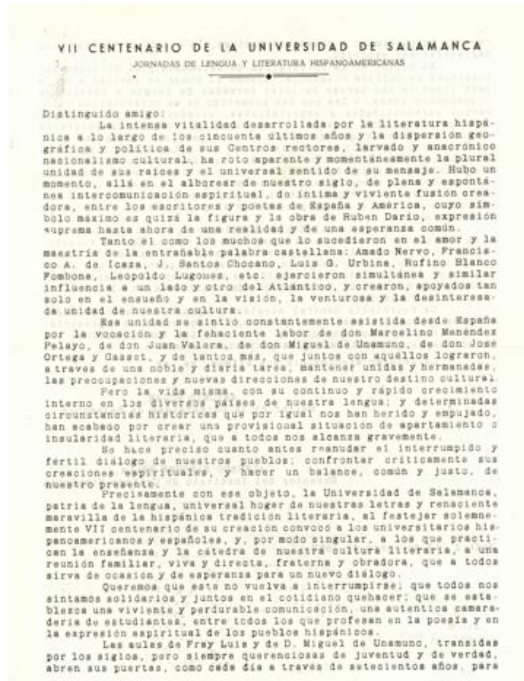 VII CENTENARIO DE LA UNIVERSIDAD DE SALAMANCA
JORNADAS DE LENGUA Y LITERATURA HISPANOAMERICANAS
Distinguido amigo:
La intensa vitalidad desarrollada por la literatura hispá-
nica a lo largo de los cincuenta últimos años y la dispersión geo-
gráfica y política de sus Centros rectores, larvado y anacrónico
nacionalismo cultural, ha roto aparente y momentáneamente la plural
unidad de sus raíces y el universal sentido de su mensaje. Hubo un
momento, allá en el alborear de nuestro siglo, de plena y espontá-
nea intercomunicación espiritual, de íntima y viviente fusión crea-
dora, entre los escritores y poetas de España y América, cuyo sím-
bolo máximo es quizá la figura y la obra de Ruben Darío, expresión
suprema hasta ahora de una realidad y de una esperanza común.
Tanto él como los muchos que lo sucedieron en el amor y la
maestría de la entrañable palabra castellana: Amado Nervo, Francis-
co A. de Icaza, J. Santos Chocano, Luis G. Urbina, Rufino Blanco
Fombona, Leopoldo Lugones, etc. ejercieron simultánea y similar
influencia a un lado y otro del Atlántico, y crearon, apoyados tan
solo en el ensueño y en la visión, la venturosa y la desinteresa-
da unidad de nuestra cultura.
Esa unidad se sintio constantemente asistida desde España
por la vocación y la fehaciente labor de don Marcelino Menéndez
Pelayo, de don Juan Valera, de don Miguel de Unamuno, de don José
Ortega y Gasset, y de tantos mas, que juntos con aquéllos lograron,
a traves de una noble y diaria tarea, mantener unidas y hermanadas,
las preocupaciones y nuevas direcciones de nuestro destino cultural.
Pero la vida misma, con su continuo y rápido crecimiento
interno en los diversos países de nuestra lengua, y determinadas
circunstancias históricas que por igual nos han herido y empujado,
han acabado por crear una provisional situacion de apartamiento o
insularidad literaria, que a todos nos alcanza gravemente.
Se hace preciso cuanto antes reanudar el interrumpido y
fértil diálogo de nuestros pueblos; confrontar críticamente sus
creaciones espirituales, y hacer un balance, común y justo, de
nuestro presente.
Precisamente con ese objeto, la Universidad de Salamanca,
patria de la lengua, universal hogar de nuestras letras y renaciente
maravilla de la hispánica tradición literaria, al festejar solemne-
mente VII centenario de su creación convocó a los universitarios his-
panoamericanos y españoles, y, por modo singular, a los que practi-
can la enseñanza y la cátedra de nuestra cultura literaria, a una
reunión familiar, viva y directa, fraterna y obradora, que a todos
sirva de ocasión y de esperanza para un nuevo diálogo.
Queremos que este no vuelva a interrumpirse; que todos nos
sintamos solidarios y juntos en el cotidiano quehacer; que se esta-
blezca una viviente y perdurable comunicación, una autentica camara-
dería de estudiantes, entre todos los que profesan en la poesía y en
la expresión espiritual de los pueblos hispánicos.
Las aulas de Fray Luis y de D. Miguel de Unamuno, transidas
por los siglos, pero siempre querenciosas de juventud y de verdad,
abren sus puertas, como cada día a través de setecientos años, para